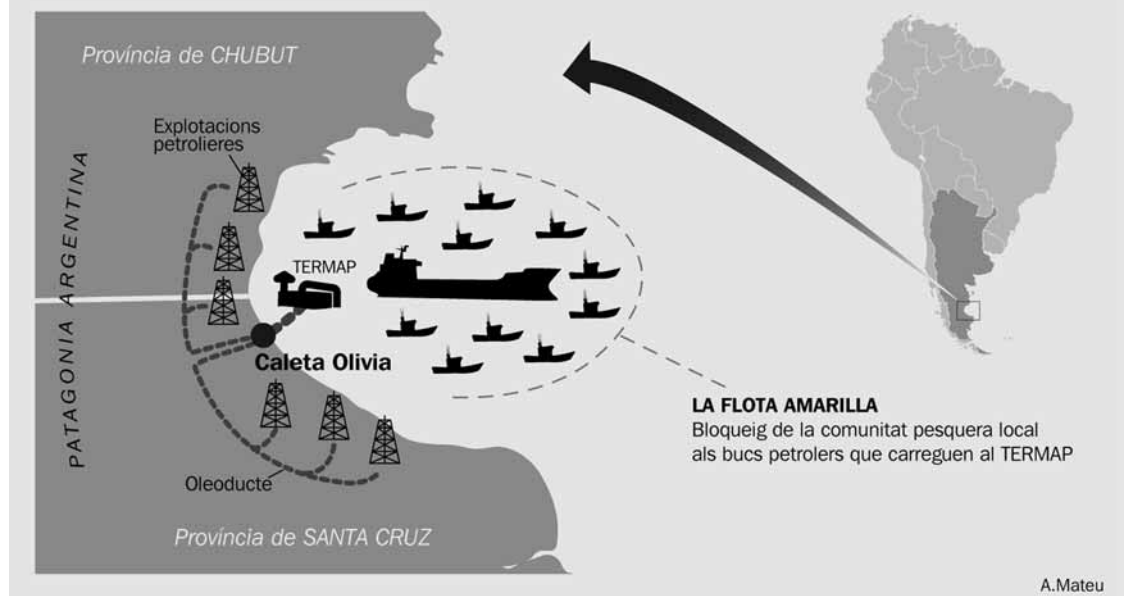 Província de CHUBUT
Explotacions
petrolieres
PATAGONIA ARGENTINA
TERMAP
Caleta Olivia
Oleoducte
Província de SANTA CRUZ
LA FLOTA AMARILLA
Bloqueig de la comunitat pesquera local
als bucs petrolers que carreguen al TERMAP
A.Mateu